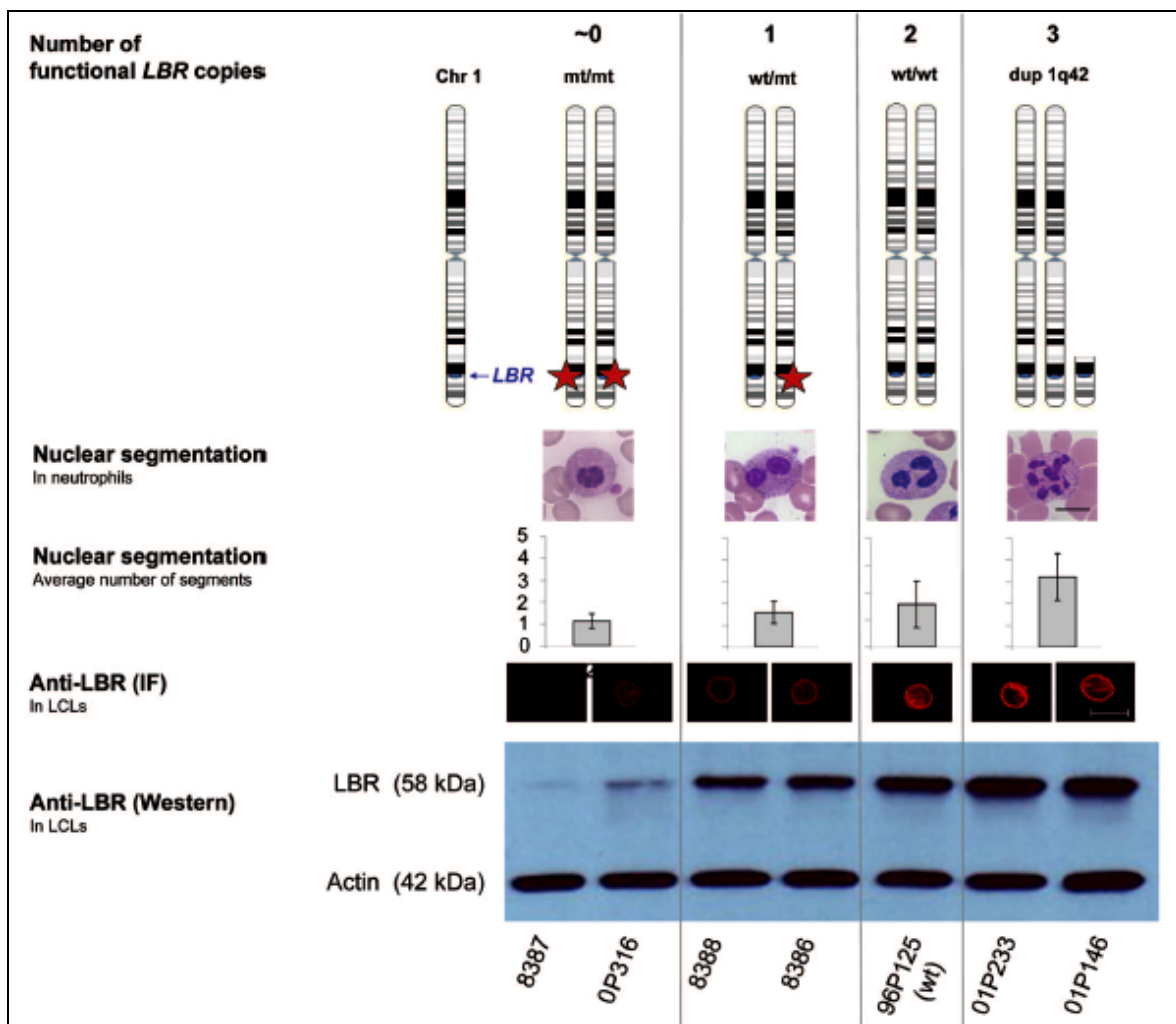 Number of
functional LBR copies
~0
1
2
3
Chr 1
mt/mt
wt/mt
wt/wt
dup 1q42
←LBR
Nuclear segmentation
In neutrophils
Nuclear segmentation
Average number of segments
5
4
3
2
1
0
Anti-LBR (IF)
In LCLs
Anti-LBR (Western)
In LCLs
LBR (58 kDa)
Actin (42 kDa)
8387
0P316
8388
8386
96P125
(wt)
01P233
01P146